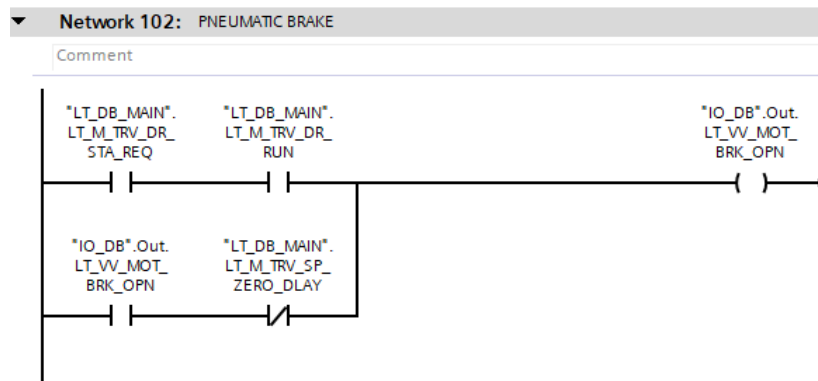 Network 102: PNEUMATIC BRAKE
Comment
"LT_DB_MAIN".
LT_M_TRV_DR_
STA_REQ
"LT_DB_MAIN".
LT_M_TRV_DR_
RUN
"IO_DB".Out.
LT_VV_MOT_
BRK_OPN
"IO_DB".Out.
LT_VV_MOT_
BRK_OPN
"LT_DB_MAIN".
LT_M_TRV_SP_
ZERO_DLAY